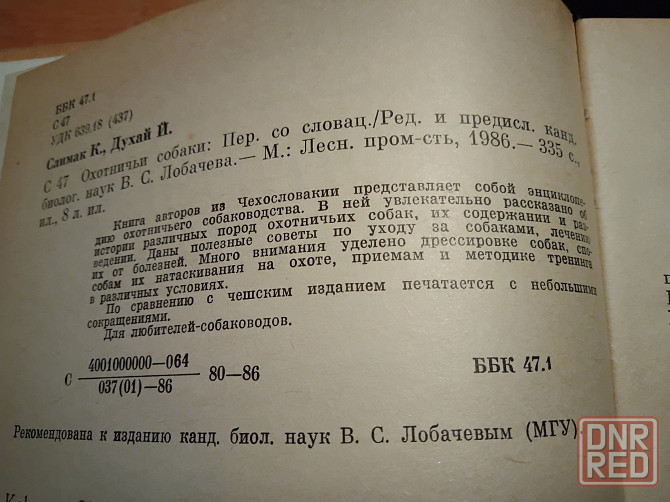 ББК 47.1
С47
УДК 639.18 (437)
Слимак К., Духай Й.
С 47 Охотничьи собаки: Пер. со словац./Ред. и предисл. канд.
биолог. наук В. С. Лобачева.— М.: Лесн. пром-сть, 1986.— 335 с.,
ил., 8 л. ил.
Книга авторов из Чехословакии представляет собой энциклопе-
дию охотничьего собаководства. В ней увлекательно рассказано об
истории различных пород охотничьих собак, их содержании и раз-
ведении. Даны полезные советы по уходу за собаками, лечению
их от болезней. Много внимания уделено дрессировке собак, спо-
собам их натаскивания на охоте, приемам и методике тренинга
в различных условиях.
По сравнению с чешским изданием печатается с небольшими
сокращениями.
Для любителей-собаководов.
С 4001000000—064
037(01)—86 80—86 ББК 47.1
Рекомендована к изданию канд. биол. наук В. С. Лобачевым (МГУ).
DNR
RED